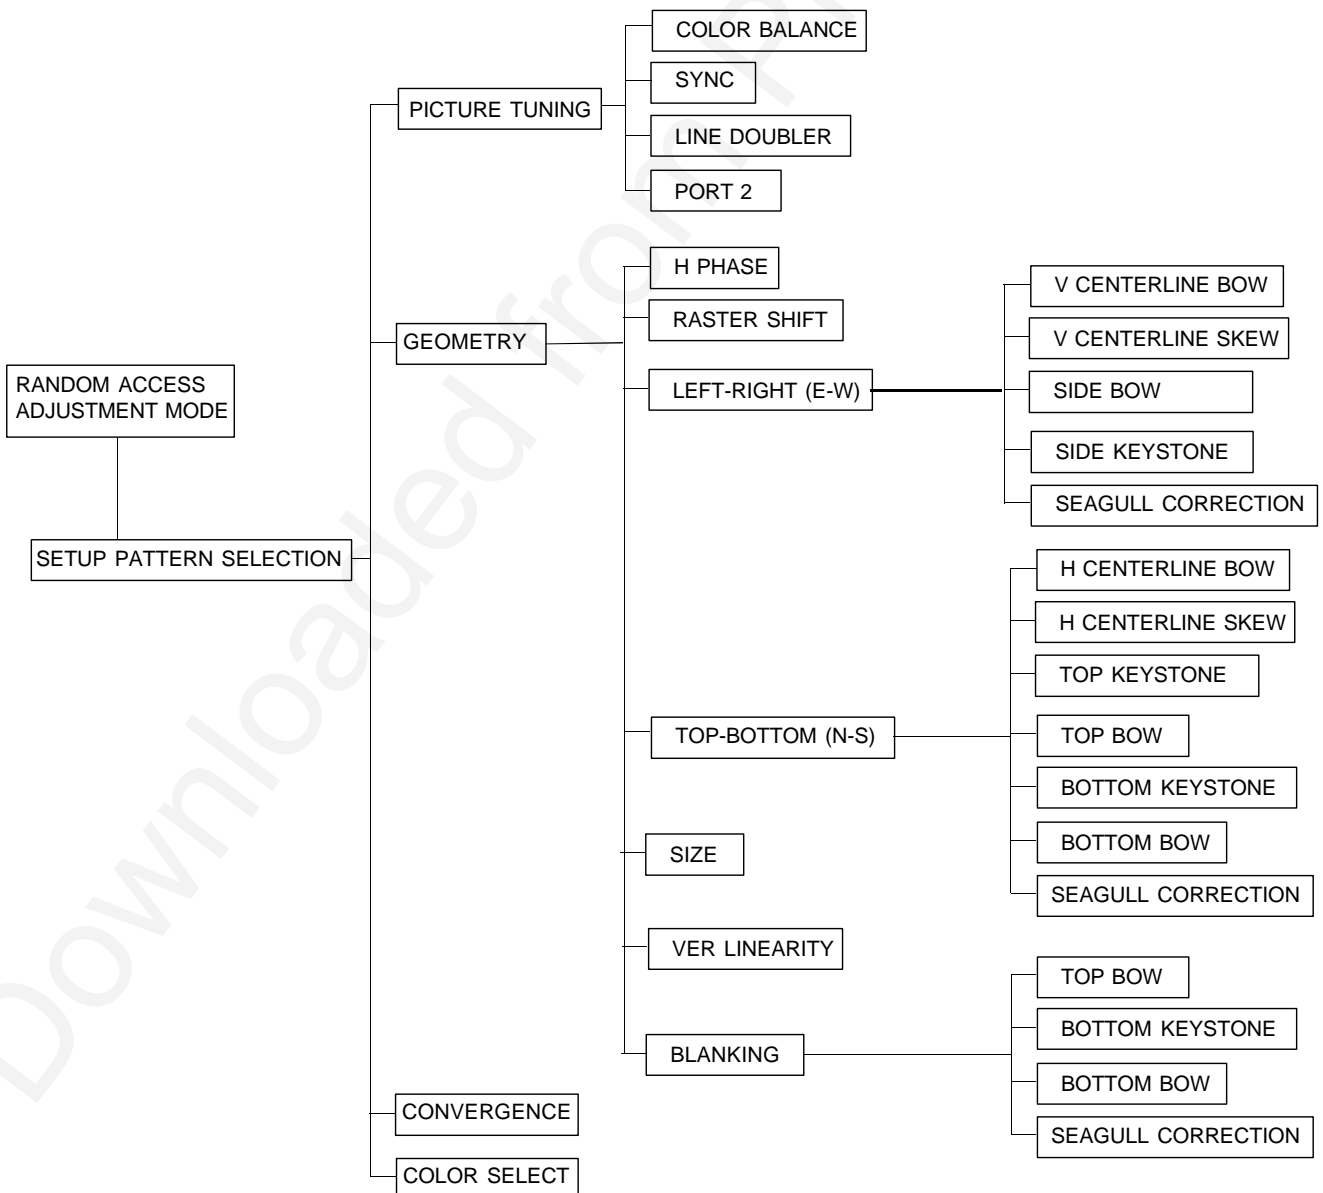 RANDOM ACCESS
ADJUSTMENT MODE
SETUP PATTERN SELECTION
PICTURE TUNING
COLOR BALANCE
SYNC
LINE DOUBLER
PORT 2
GEOMETRY
H PHASE
RASTER SHIFT
LEFT-RIGHT (E-W)
V CENTERLINE BOW
V CENTERLINE SKEW
SIDE BOW
SIDE KEYSTONE
SEAGULL CORRECTION
TOP-BOTTOM (N-S)
H CENTERLINE BOW
H CENTERLINE SKEW
TOP KEYSTONE
TOP BOW
BOTTOM KEYSTONE
BOTTOM BOW
SEAGULL CORRECTION
SIZE
VER LINEARITY
BLANKING
TOP BOW
BOTTOM KEYSTONE
BOTTOM BOW
SEAGULL CORRECTION
CONVERGENCE
COLOR SELECT
Downloaded from